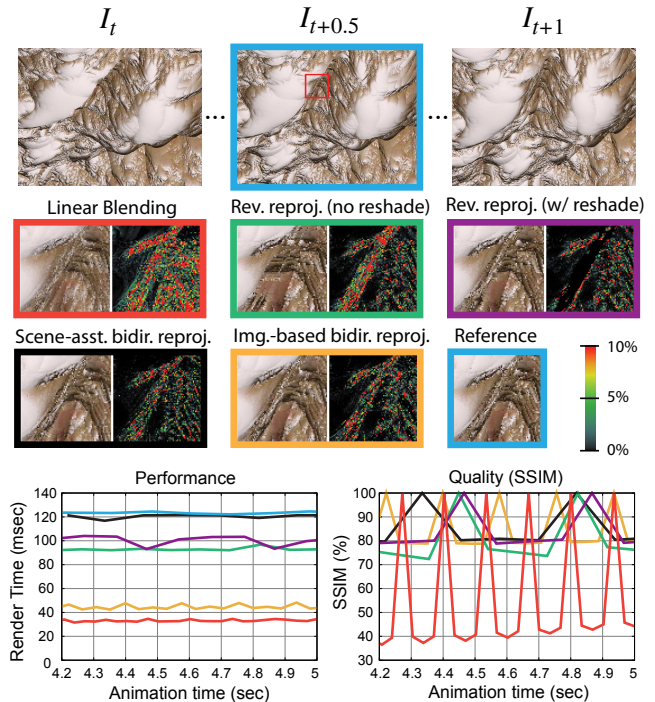 I_t I_{t+0.5} I_{t+1}
... ...
Linear Blending Rev. reproj. (no reshade) Rev. reproj. (w/ reshade)
Scene-asst. bidir. reproj. Img.-based bidir. reproj. Reference
10%
5%
0%
Performance
Render Time (msec)
140
120
100
80
60
40
20
0
4.2 4.3 4.4 4.5 4.6 4.7 4.8 4.9 5
Animation time (sec)
Quality (SSIM)
SSIM (%)
100
90
80
70
60
50
40
30
4.2 4.3 4.4 4.5 4.6 4.7 4.8 4.9 5
Animation time (sec)